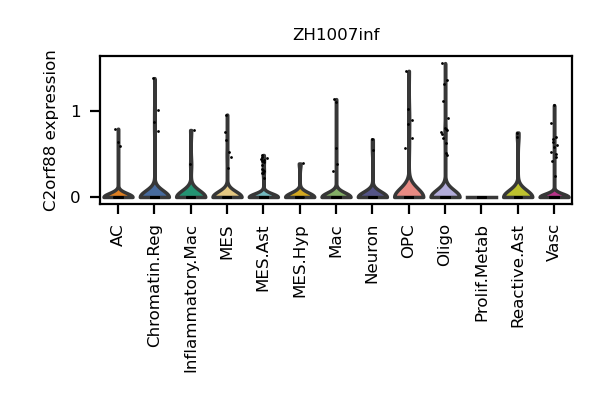 ZH1007inf
C2orf88 expression
1
0
AC
Chromatin.Reg
Inflammatory.Mac
MES
MES.Ast
MES.Hyp
Mac
Neuron
OPC
Oligo
Prolif.Metab
Reactive.Ast
Vasc